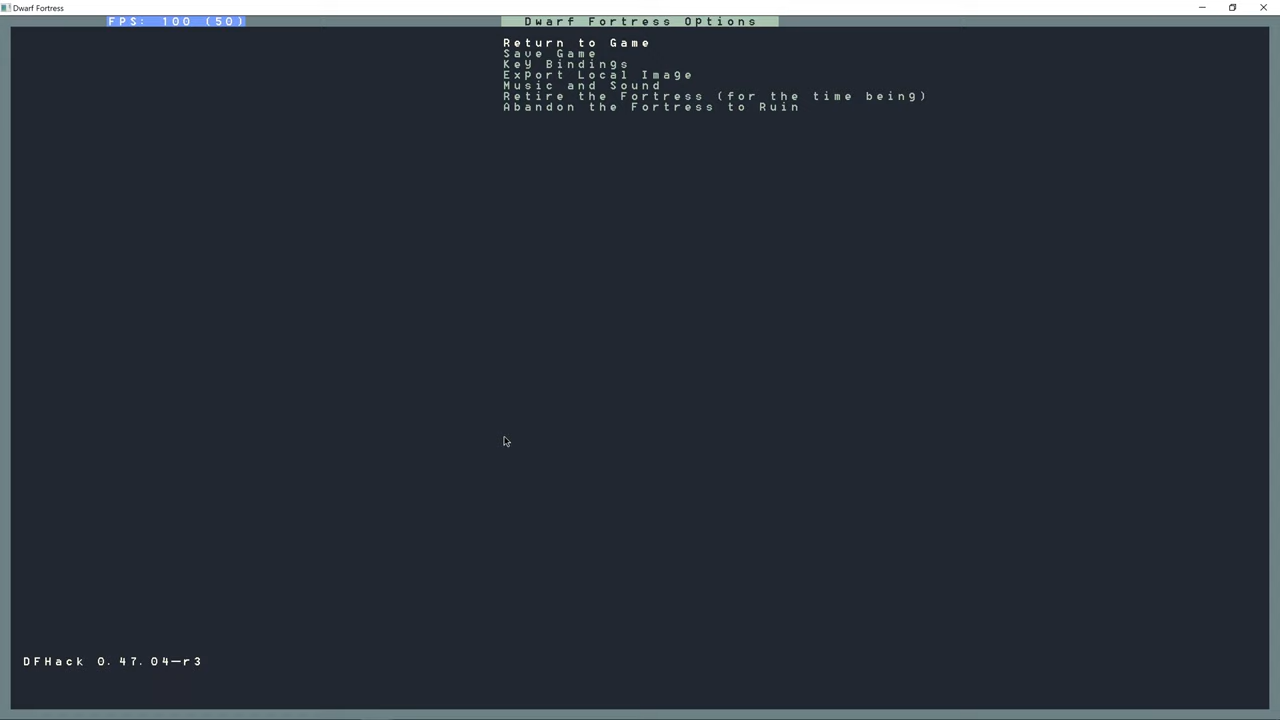 Dwarf Fortress
FPS: 100 (50)
Dwarf Fortress Options
Return to Game
Save Game
Key Bindings
Export Local Image
Music and Sound
Retire the Fortress (for the time being)
Abandon the Fortress to Ruin
DFHack 0.47.04-r3